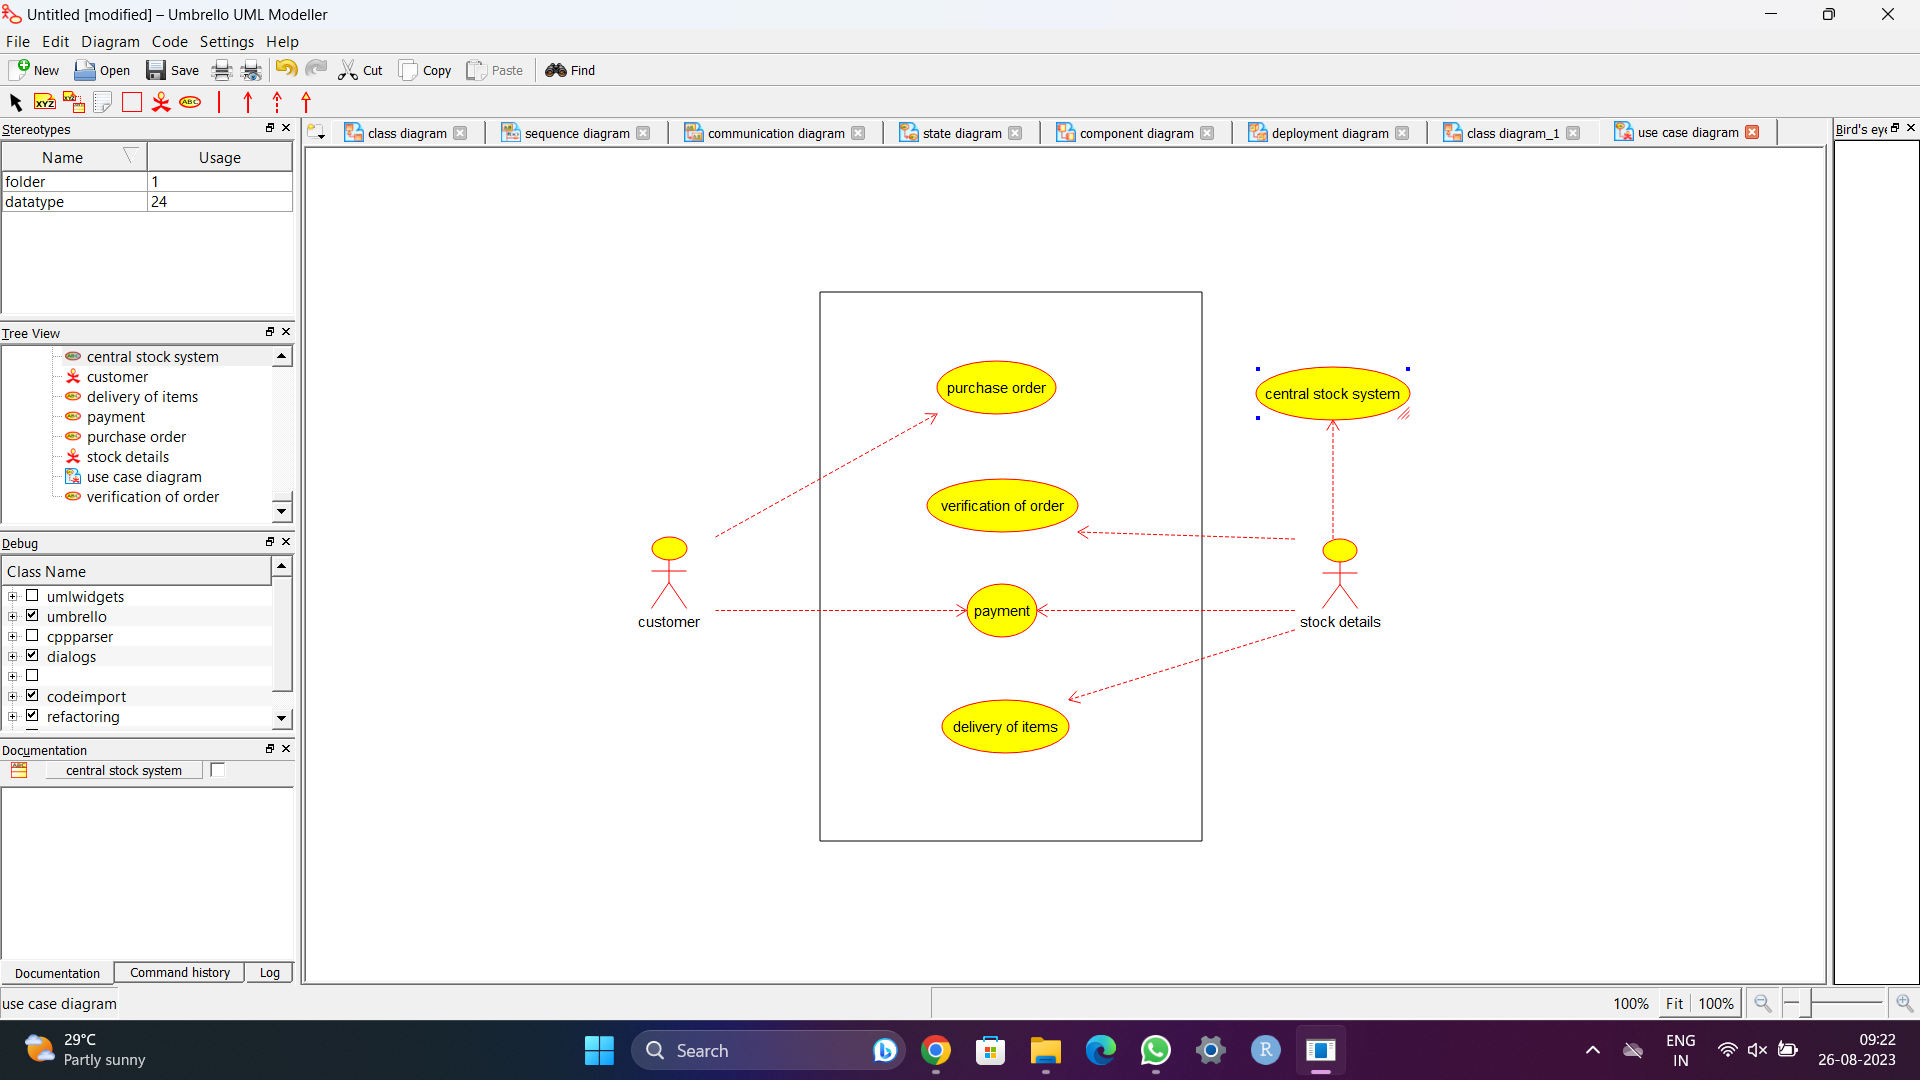 Untitled [modified] – Umbrello UML Modeller
File Edit Diagram Code Settings Help
New Open Save Cut Copy Paste Find
XYZ XYZ ABC
Stereotypes
Name Usage
folder 1
datatype 24
Tree View
central stock system
customer
delivery of items
payment
purchase order
stock details
use case diagram
verification of order
Debug
Class Name
umlwidgets
umbrello
cppparser
dialogs
codeimport
refactoring
Documentation
central stock system
Documentation Command history Log
class diagram sequence diagram communication diagram state diagram component diagram deployment diagram class diagram_1 use case diagram
Bird's eye
purchase order
central stock system
verification of order
payment
customer
stock details
delivery of items
use case diagram
100% Fit 100%
29°C
Partly sunny
Search
R
ENG
IN
09:22
26-08-2023